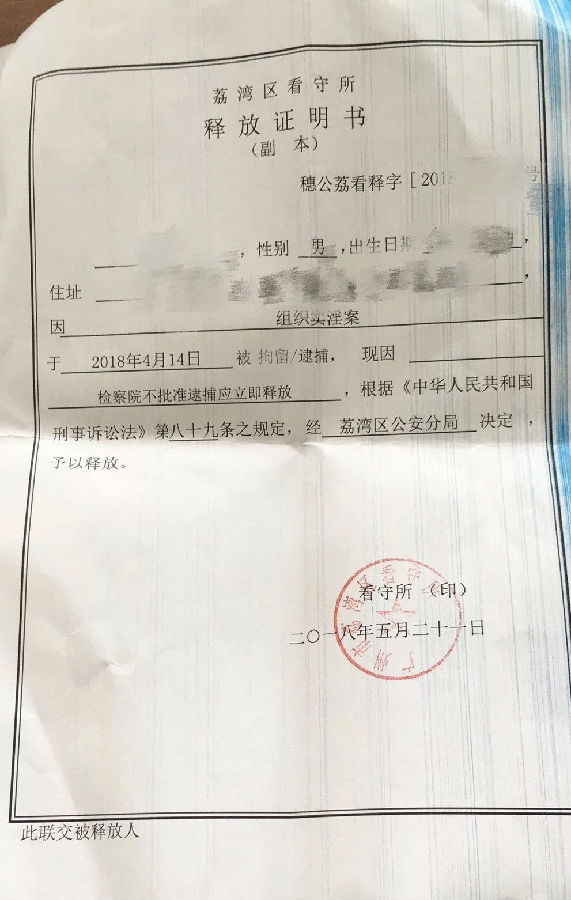 荔湾区看守所
释放证明书
（副 本）
穗公荔看释字［201 号
，性别 男 ，出生日期 ，
住址 ，
因 组织卖淫案
于 2018年4月14日 被 拘留/逮捕， 现因
检察院不批准逮捕应立即释放 ，根据《中华人民共和国
刑事诉讼法》第八十九条之规定，经 荔湾区公安分局 决定，
予以释放。
看守所 （印）
二〇一八年五月二十一日
此联交被释放人